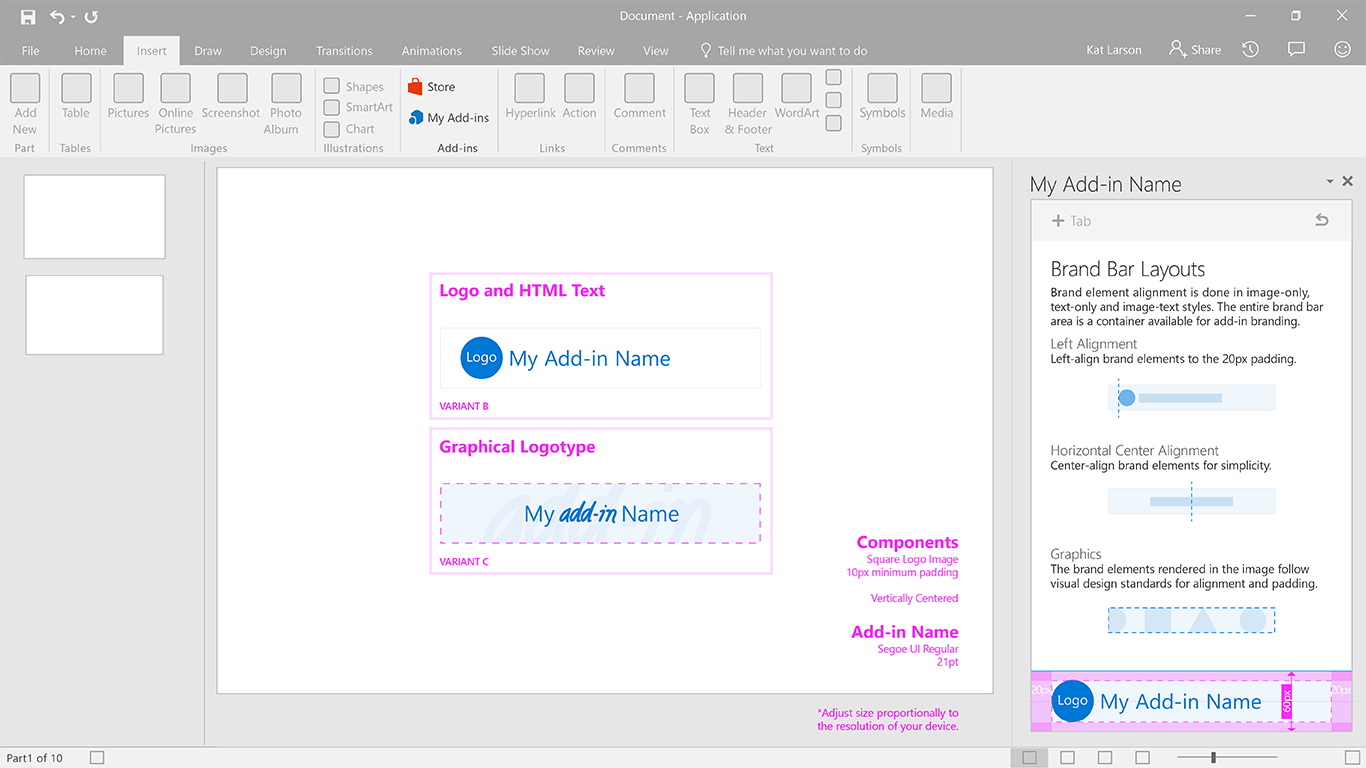 Document - Application
File Home Insert Draw Design Transitions Animations Slide Show Review View Tell me what you want to do Kat Larson Share
Add New
Part
Table
Tables
Pictures
Online Pictures
Screenshot
Photo Album
Images
Shapes
SmartArt
Chart
Illustrations
Store
My Add-ins
Add-ins
Hyperlink
Action
Links
Comment
Comments
Text Box
Header & Footer
WordArt
Text
Symbols
Symbols
Media
Logo and HTML Text
Logo My Add-in Name
VARIANT B
Graphical Logotype
add-in
My add-in Name
VARIANT C
Components
Square Logo Image
10px minimum padding
Vertically Centered
Add-in Name
Segoe UI Regular
21pt
*Adjust size proportionally to
the resolution of your device.
My Add-in Name
+ Tab
Brand Bar Layouts
Brand element alignment is done in image-only,
text-only and image-text styles. The entire brand bar
area is a container available for add-in branding.
Left Alignment
Left-align brand elements to the 20px padding.
Horizontal Center Alignment
Center-align brand elements for simplicity.
Graphics
The brand elements rendered in the image follow
visual design standards for alignment and padding.
20px Logo My Add-in Name 60px 20px
Part1 of 10